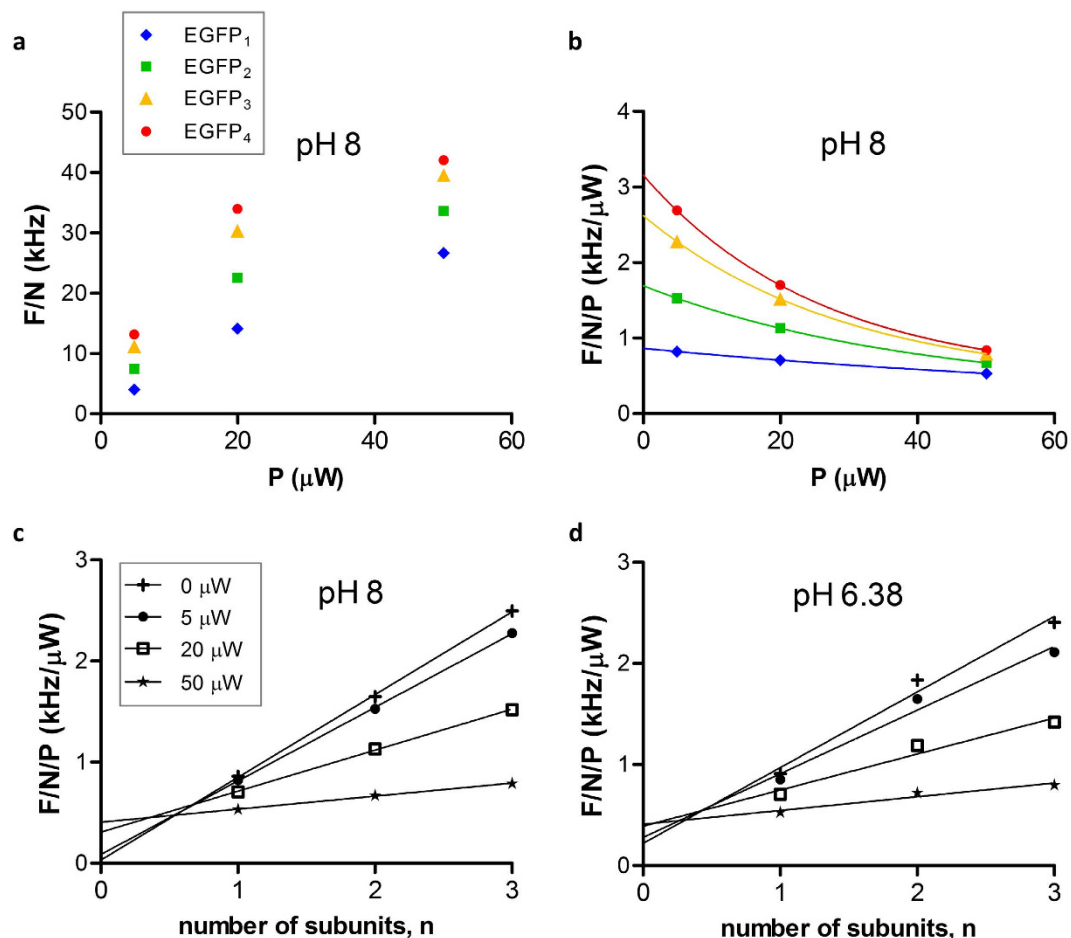 a
EGFP₁
EGFP₂
EGFP₃
EGFP₄
pH 8
F/N (kHz)
50
40
30
20
10
0
0 20 40 60
P (μW)
b
pH 8
F/N/P (kHz/μW)
4
3
2
1
0
0 20 40 60
P (μW)
c
0 μW
5 μW
20 μW
50 μW
pH 8
F/N/P (kHz/μW)
3
2
1
0
0 1 2 3
number of subunits, n
d
pH 6.38
F/N/P (kHz/μW)
3
2
1
0
0 1 2 3
number of subunits, n